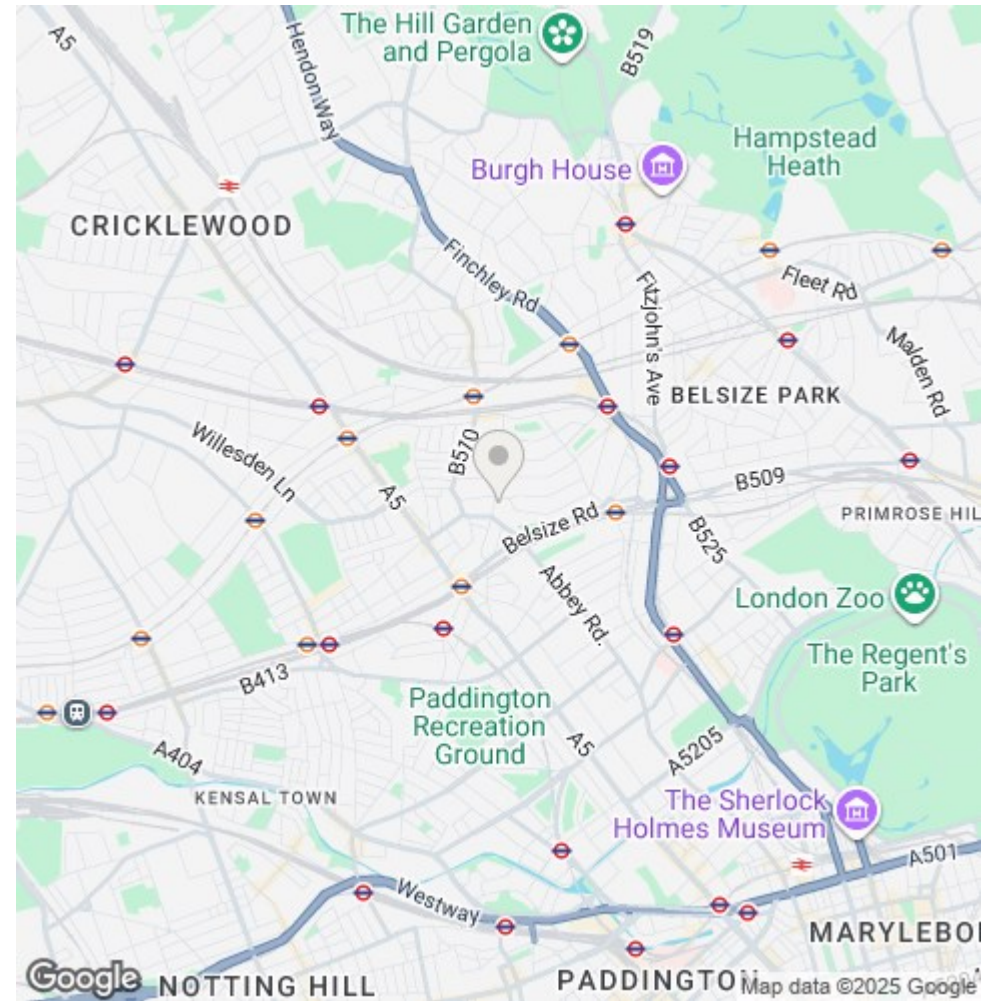 The Hill Garden
and Pergola
B519
A5
Hendon Way
Hampstead
Heath
Burgh House
CRICKLEWOOD
Finchley Rd
Fitzjohn's Ave
Fleet Rd
Malden Rd
BELSIZE PARK
Willesden Ln
B510
A5
B509
Belsize Rd
B525
PRIMROSE HIL
Abbey Rd.
London Zoo
The Regent's
Park
B413
Paddington
Recreation
Ground
A5
A404
A5205
KENSAL TOWN
The Sherlock
Holmes Museum
A501
Westway
MARYLEBO
Google
NOTTING HILL
PADDINGTON
Map data ©2025 Google